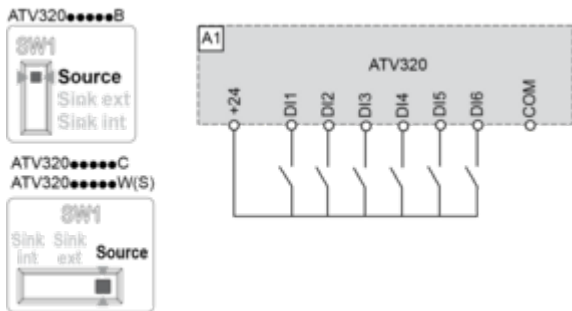 ATV320●●●●●B
SW1
Source
Sink ext
Sink int
ATV320●●●●●C
ATV320●●●●●W(S)
SW1
Sink int
Sink ext
Source
A1
ATV320
+24
DI1
DI2
DI3
DI4
DI5
DI6
COM